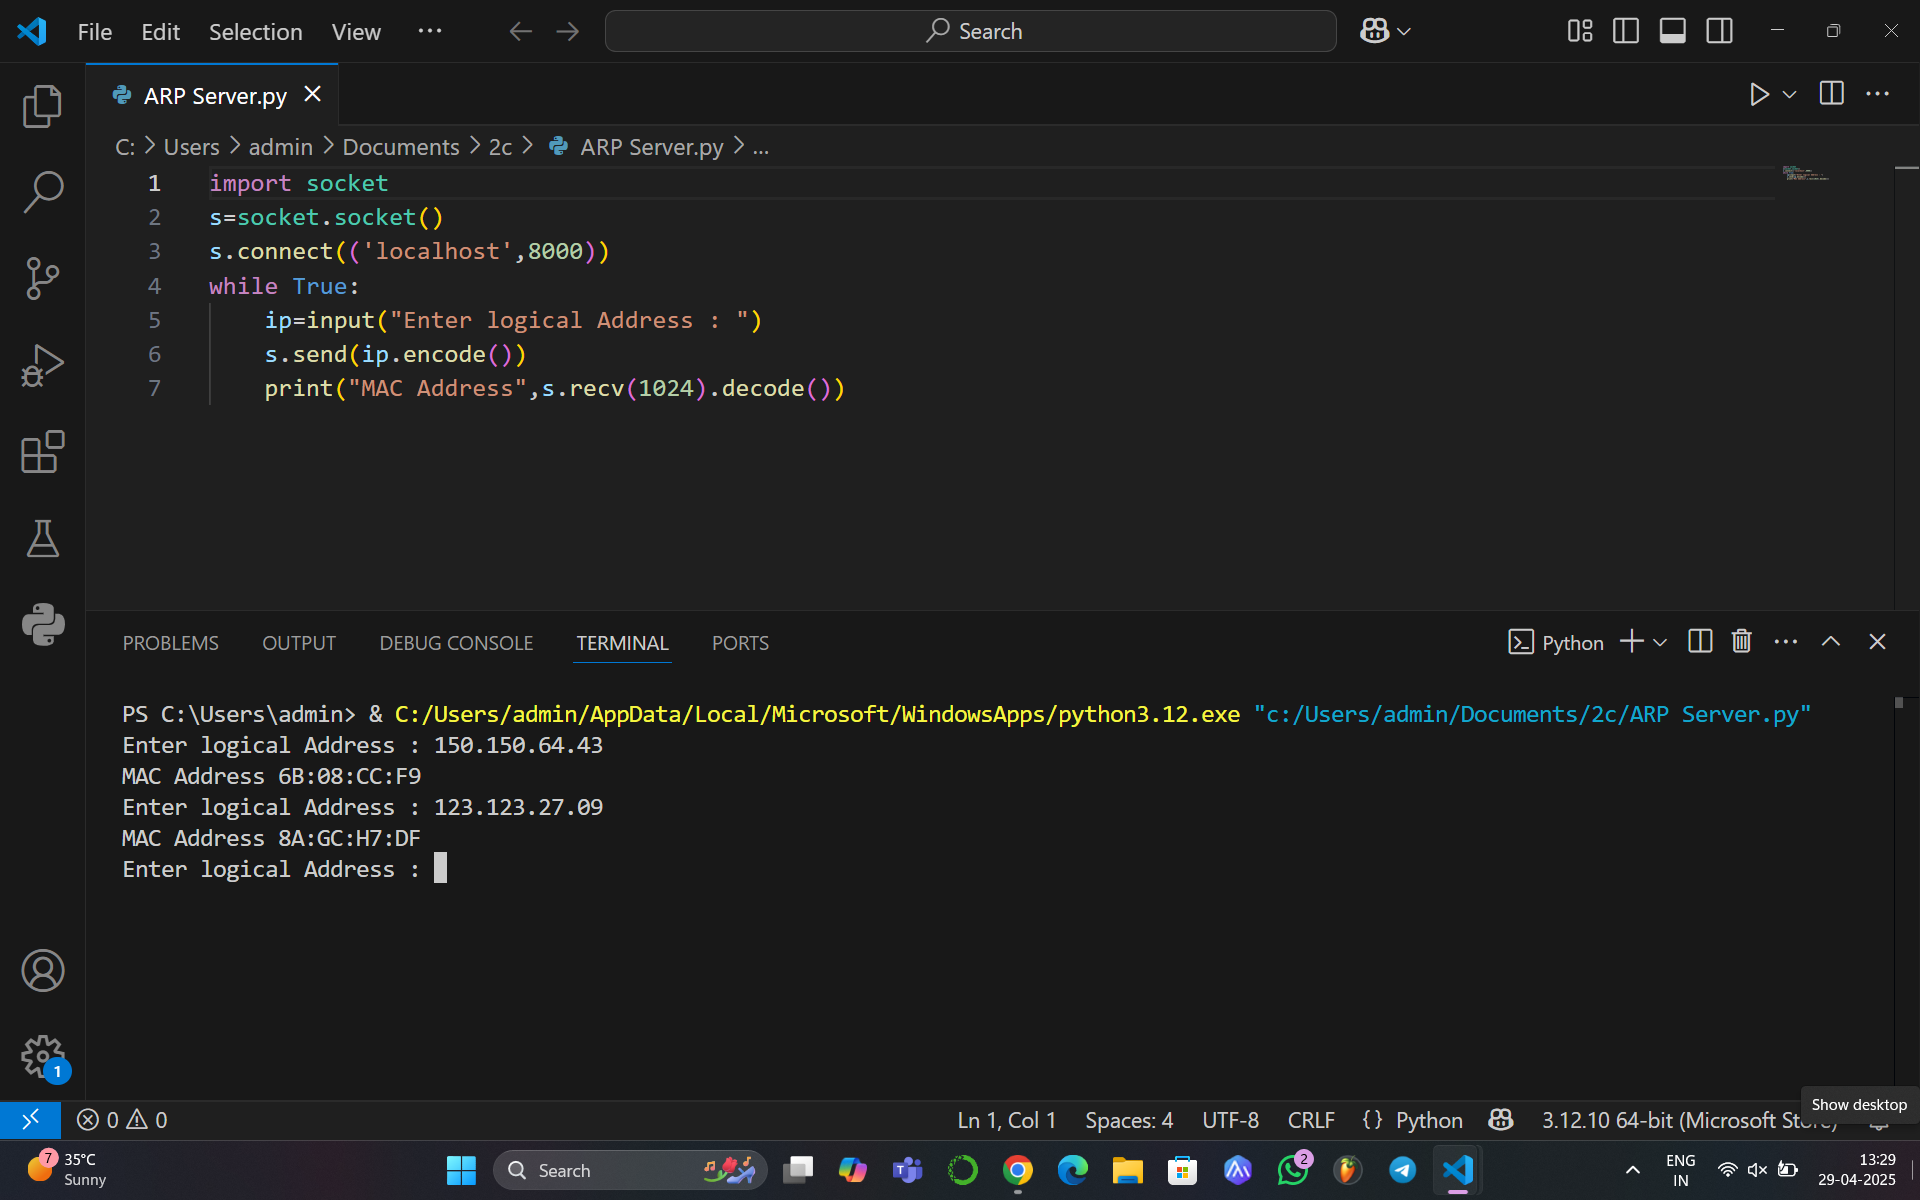 File Edit Selection View ··· Search
ARP Server.py
C: > Users > admin > Documents > 2c > ARP Server.py > ...
1 import socket
2 s=socket.socket()
3 s.connect(('localhost',8000))
4 while True:
5 ip=input("Enter logical Address : ")
6 s.send(ip.encode())
7 print("MAC Address",s.recv(1024).decode())
PROBLEMS OUTPUT DEBUG CONSOLE TERMINAL PORTS Python
PS C:\Users\admin> & C:/Users/admin/AppData/Local/Microsoft/WindowsApps/python3.12.exe "c:/Users/admin/Documents/2c/ARP Server.py"
Enter logical Address : 150.150.64.43
MAC Address 6B:08:CC:F9
Enter logical Address : 123.123.27.09
MAC Address 8A:GC:H7:DF
Enter logical Address :
1
Show desktop
0 0 Ln 1, Col 1 Spaces: 4 UTF-8 CRLF {} Python 3.12.10 64-bit (Microsoft Store)
7 35°C
Sunny
Search
2
ENG
IN
13:29
29-04-2025